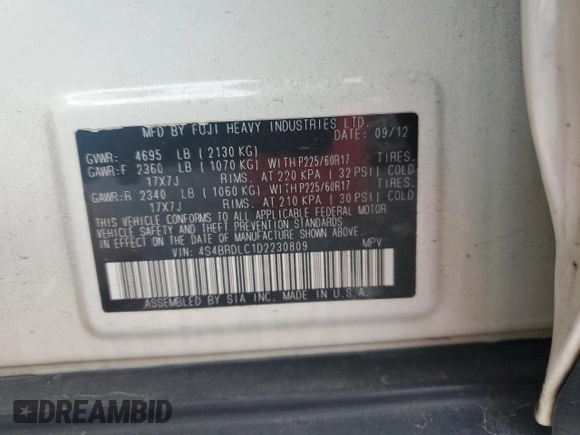 MFD BY FUJI HEAVY INDUSTRIES LTD.
DATE: 09/12
GVWR: 4695 LB (2130 KG)
GAWR:F 2360 LB (1070 KG) WITH P225/60R17 TIRES,
17X7J RIMS, AT 220 KPA (32 PSI) COLD
GAWR:R 2340 LB (1060 KG) WITH P225/60R17 TIRES,
17X7J RIMS, AT 210 KPA (30 PSI) COLD
THIS VEHICLE CONFORMS TO ALL APPLICABLE FEDERAL MOTOR
VEHICLE SAFETY AND THEFT PREVENTION STANDARDS
IN EFFECT ON THE DATE OF MANUFACTURE SHOWN ABOVE.
VIN: 4S4BRDLC1D2230809 MPV
ASSEMBLED BY SIA INC. MADE IN U.S.A.
DREAMBID